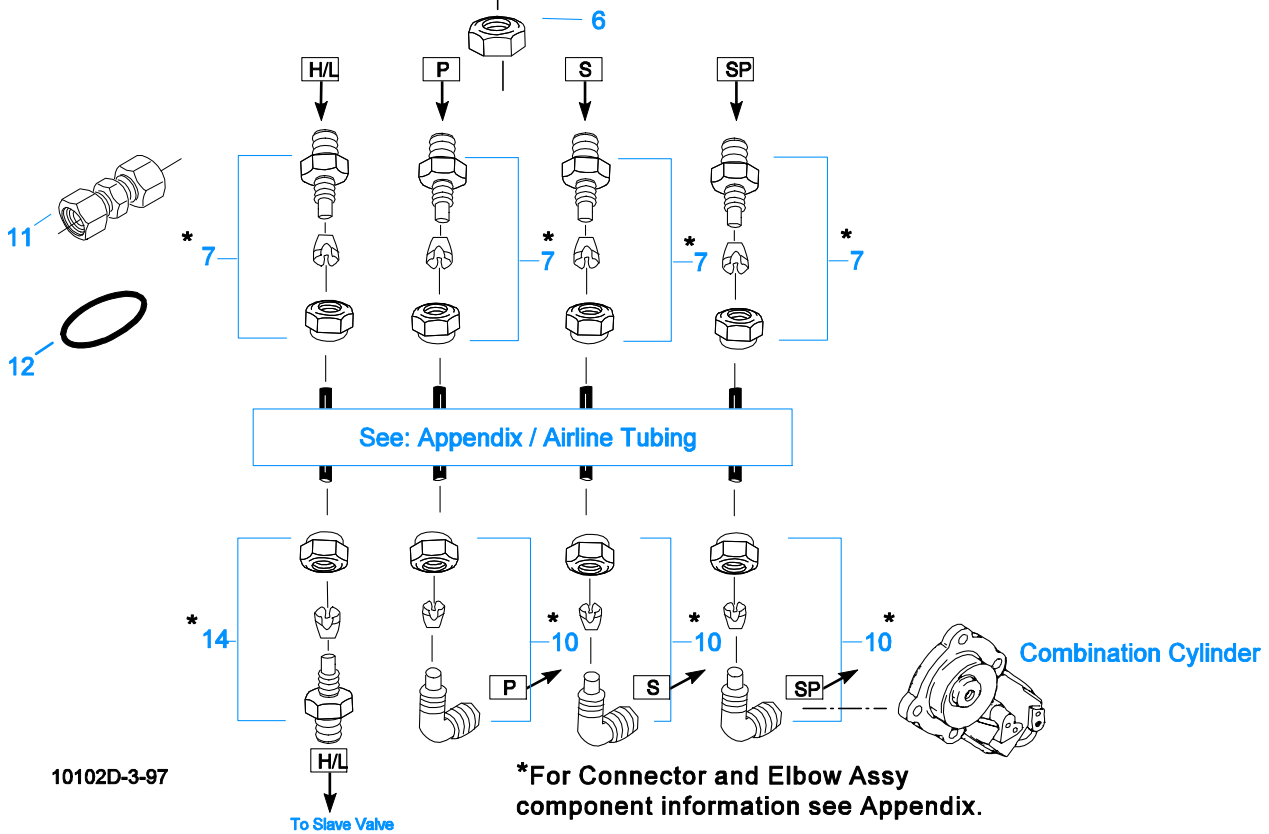 6
H/L
P
S
SP
11
*
7
*
7
*
7
*
7
12
See: Appendix / Airline Tubing
*
14
*
10
*
10
*
10
P
S
SP
Combination Cylinder
H/L
10102D-3-97
*For Connector and Elbow Assy
component information see Appendix.
To Slave Valve